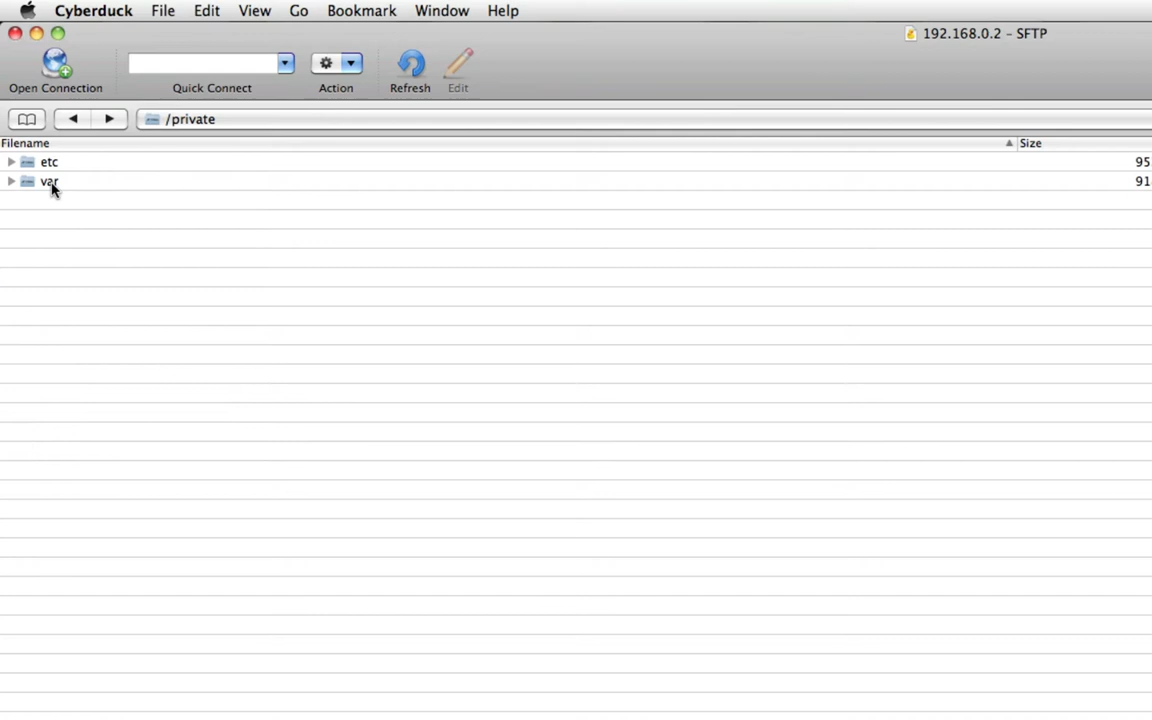 Cyberduck File Edit View Go Bookmark Window Help
192.168.0.2 – SFTP
Open Connection Quick Connect Action Refresh Edit
/private
Filename Size
etc 95
var 91